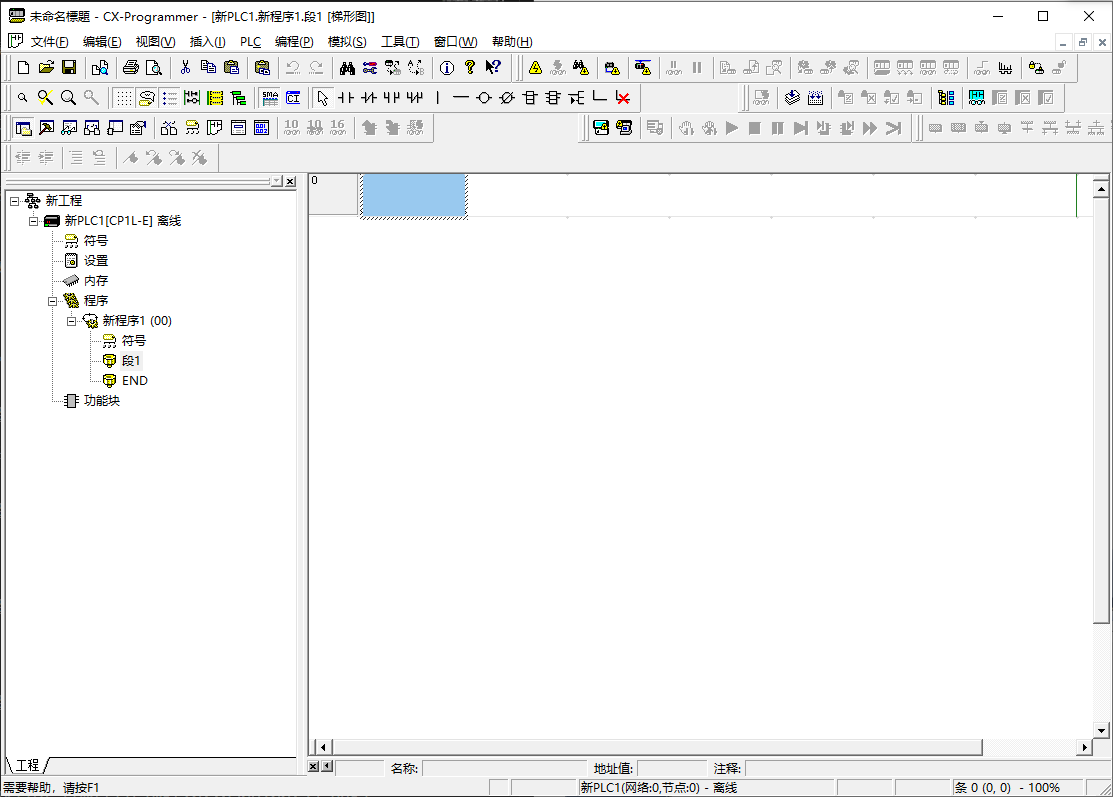 未命名標題 - CX-Programmer - [新PLC1.新程序1.段1 [梯形图]]
文件(F) 编辑(E) 视图(V) 插入(I) PLC 编程(P) 模拟(S) 工具(T) 窗口(W) 帮助(H)
SMA CI
10 10 16
新工程
新PLC1[CP1L-E] 离线
符号
设置
内存
程序
新程序1 (00)
符号
段1
END
功能块
工程
0
名称: 地址值: 注释:
需要帮助，请按F1 新PLC1(网络:0,节点:0) - 离线 条 0 (0, 0) - 100%